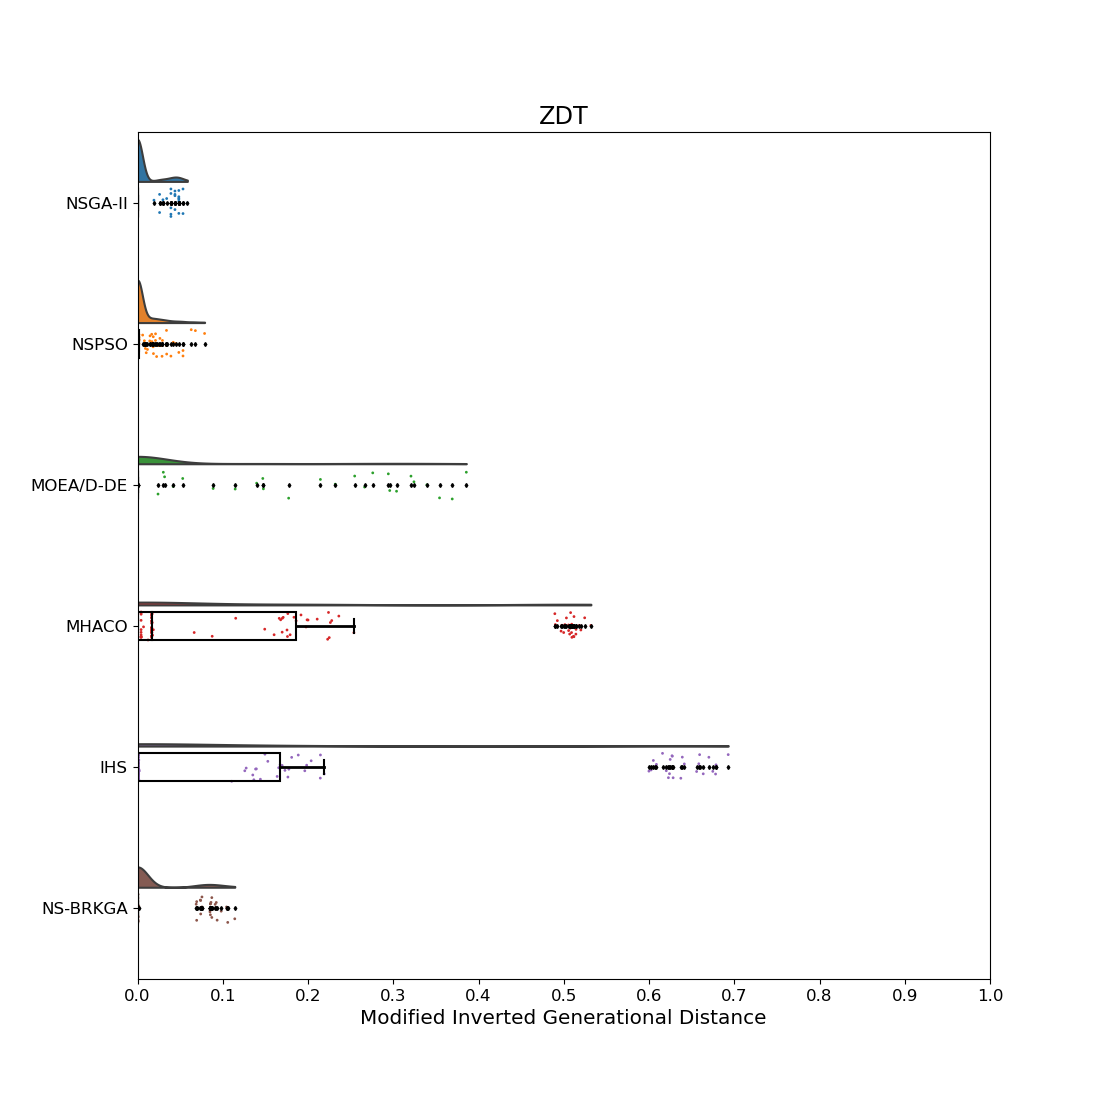 ZDT
NSGA-II
NSPSO
MOEA/D-DE
MHACO
IHS
NS-BRKGA
0.0 0.1 0.2 0.3 0.4 0.5 0.6 0.7 0.8 0.9 1.0
Modified Inverted Generational Distance